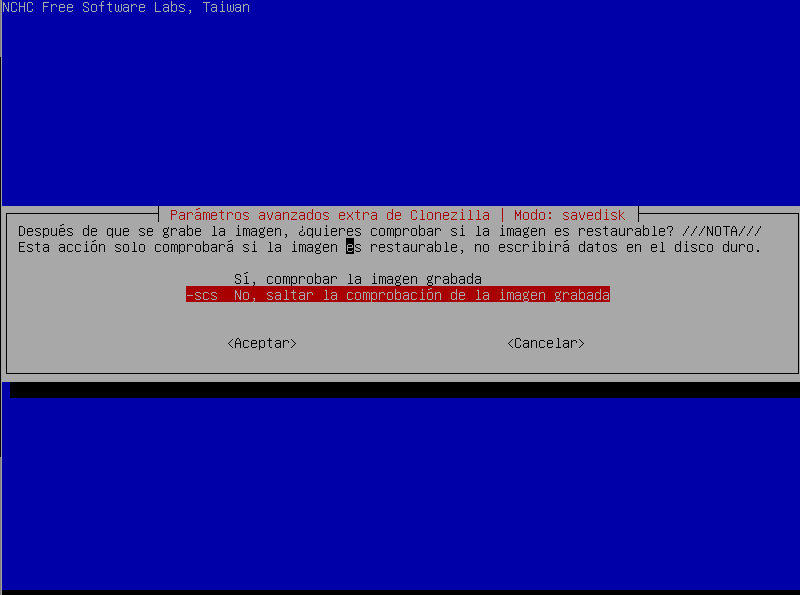 NCHC Free Software Labs, Taiwan
Parámetros avanzados extra de Clonezilla | Modo: savedisk
Después de que se grabe la imagen, ¿quieres comprobar si la imagen es restaurable? ///NOTA///
Esta acción solo comprobará si la imagen es restaurable, no escribirá datos en el disco duro.
Sí, comprobar la imagen grabada
-scs No, saltar la comprobación de la imagen grabada
<Aceptar> <Cancelar>